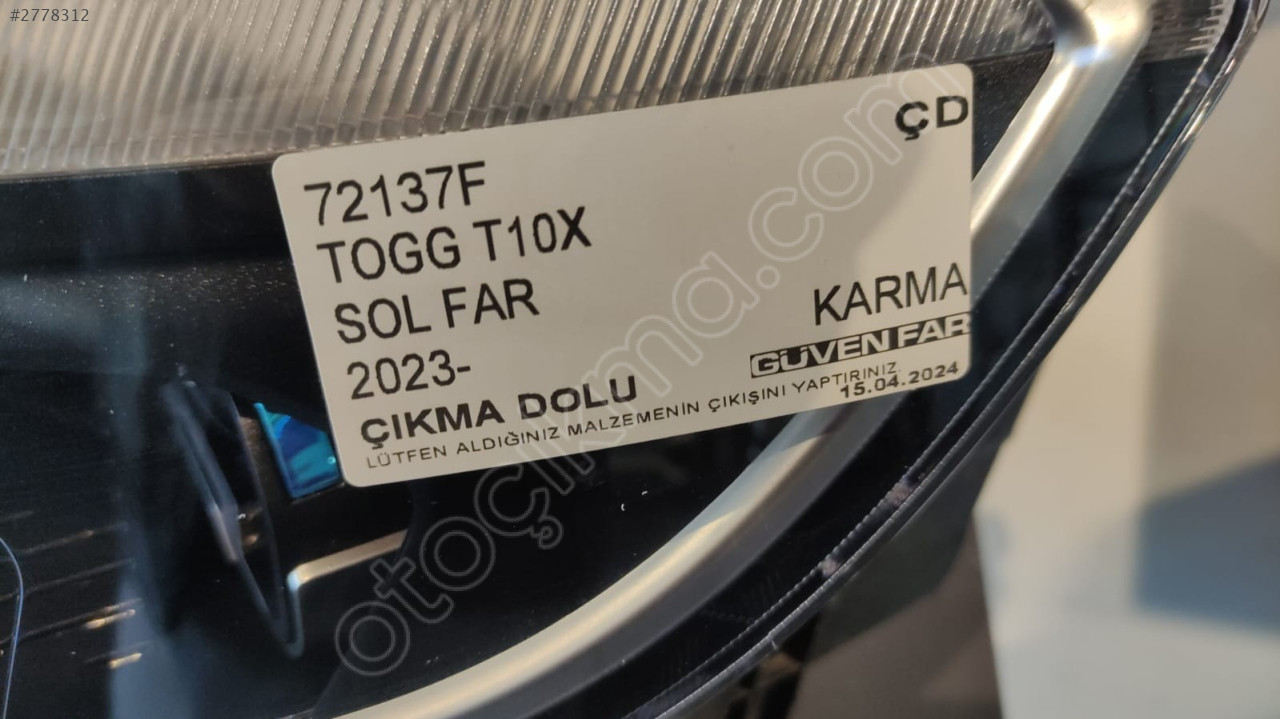 #2778312
ÇD
72137F
TOGG T10X
SOL FAR
2023-
KARMA
GÜVEN FAR
ÇIKMA DOLU
LÜTFEN ALDIĞINIZ MALZEMENİN ÇIKIŞINI YAPTIRINIZ.
15.04.2024
otoçıkma.com